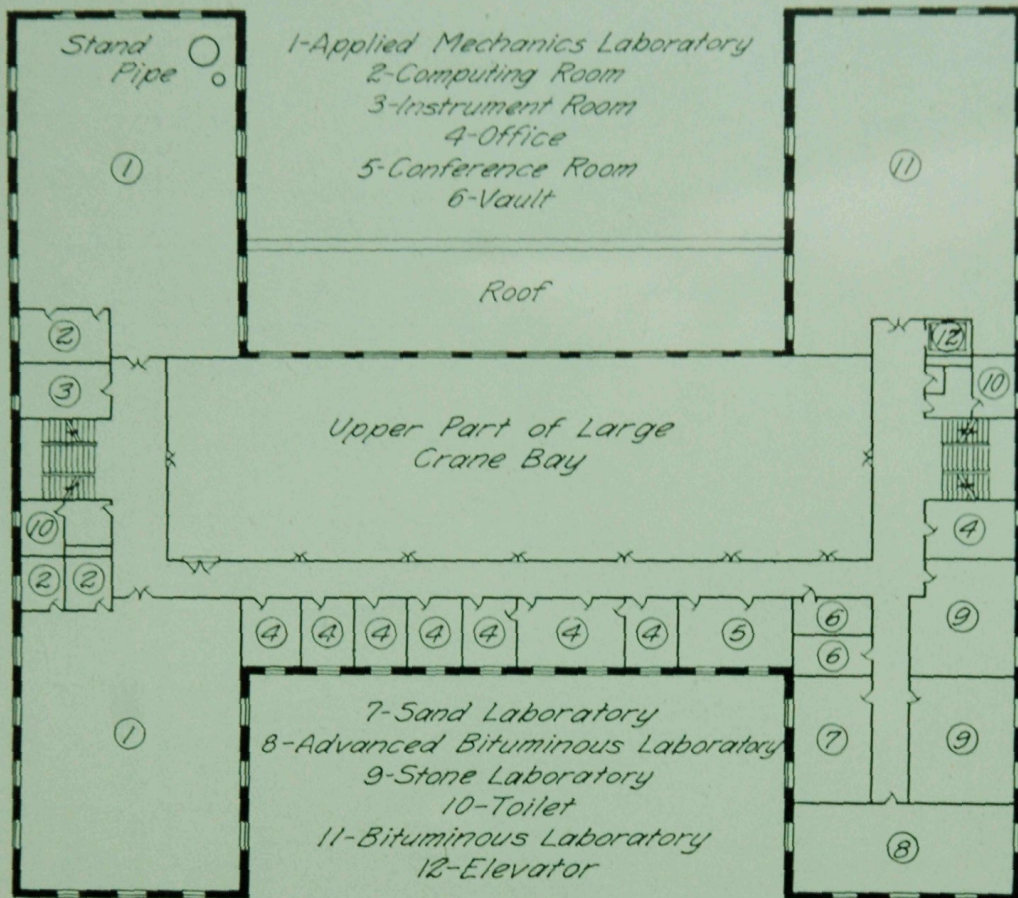 Stand
Pipe
1-Applied Mechanics Laboratory
2-Computing Room
3-Instrument Room
4-Office
5-Conference Room
6-Vault
1
11
Roof
2
12
3
10
Upper Part of Large
Crane Bay
10
4
2 2
4 4 4 4 4 4 4 5 6 9
6
7-Sand Laboratory
8-Advanced Bituminous Laboratory
9-Stone Laboratory
10-Toilet
11-Bituminous Laboratory
12-Elevator
1
7 9
8